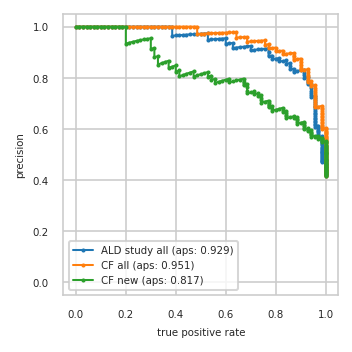 1.0
0.8
0.6
0.4
0.2
0.0
precision
ALD study all (aps: 0.929)
CF all (aps: 0.951)
CF new (aps: 0.817)
0.0 0.2 0.4 0.6 0.8 1.0
true positive rate